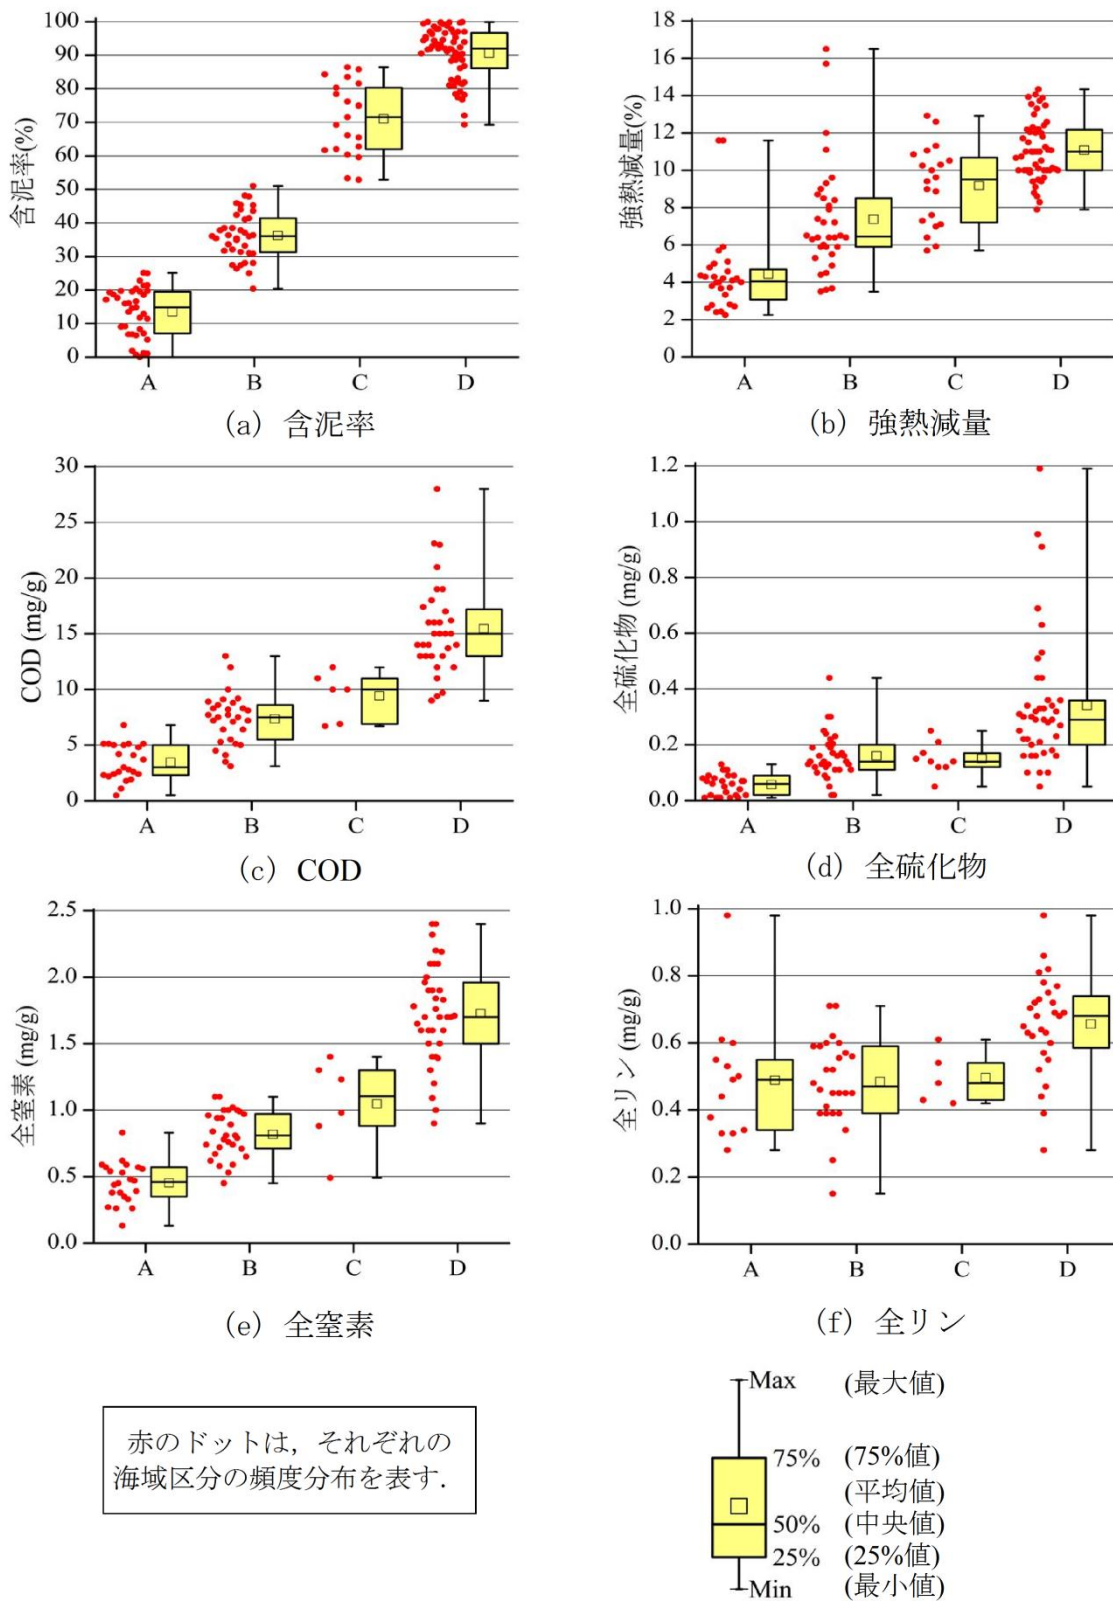 含泥率(%)
100
90
80
70
60
50
40
30
20
10
0
A B C D
(a) 含泥率
強熱減量(%)
18
16
14
12
10
8
6
4
2
0
A B C D
(b) 強熱減量
COD (mg/g)
30
25
20
15
10
5
0
A B C D
(c) COD
全硫化物 (mg/g)
1.2
1.0
0.8
0.6
0.4
0.2
0.0
A B C D
(d) 全硫化物
全窒素 (mg/g)
2.5
2.0
1.5
1.0
0.5
0.0
A B C D
(e) 全窒素
全リン (mg/g)
1.0
0.8
0.6
0.4
0.2
0.0
A B C D
(f) 全リン
赤のドットは，それぞれの
海域区分の頻度分布を表す．
Max (最大値)
75% (75%値)
(平均値)
50% (中央値)
25% (25%値)
Min (最小値)